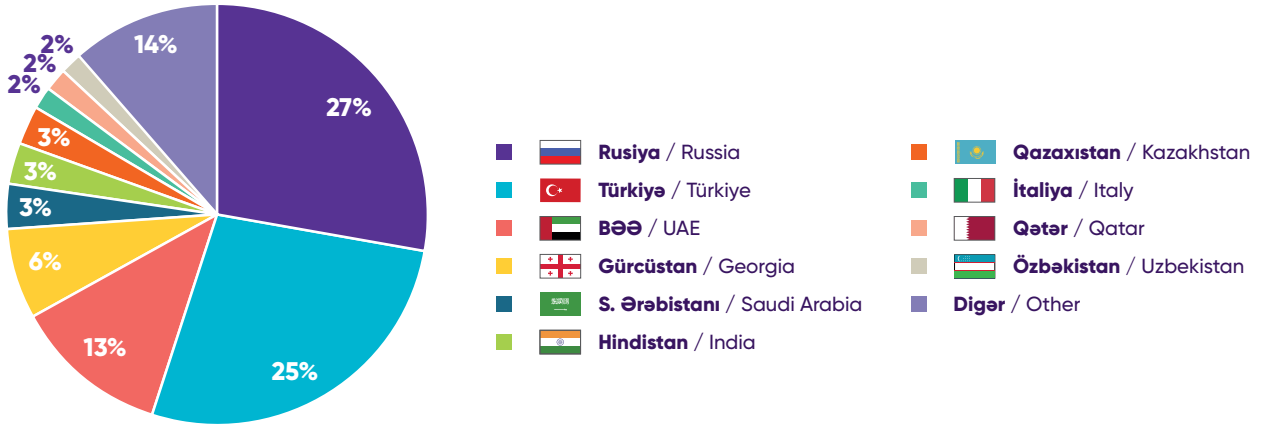 14%
2%
2%
2%
27%
3%
3%
3%
6%
13%
25%
Rusiya / Russia
Türkiyə / Türkiye
BƏƏ / UAE
Gürcüstan / Georgia
S. Ərəbistanı / Saudi Arabia
Hindistan / India
Qazaxıstan / Kazakhstan
İtaliya / Italy
Qətər / Qatar
Özbəkistan / Uzbekistan
Digər / Other